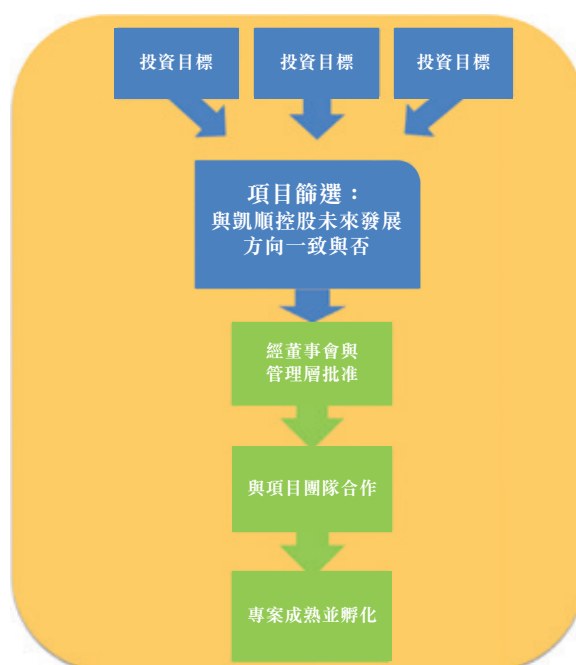 投資目標
投資目標
投資目標
項目篩選：
與凱順控股未來發展
方向一致與否
經董事會與
管理層批准
與項目團隊合作
專案成熟並孵化